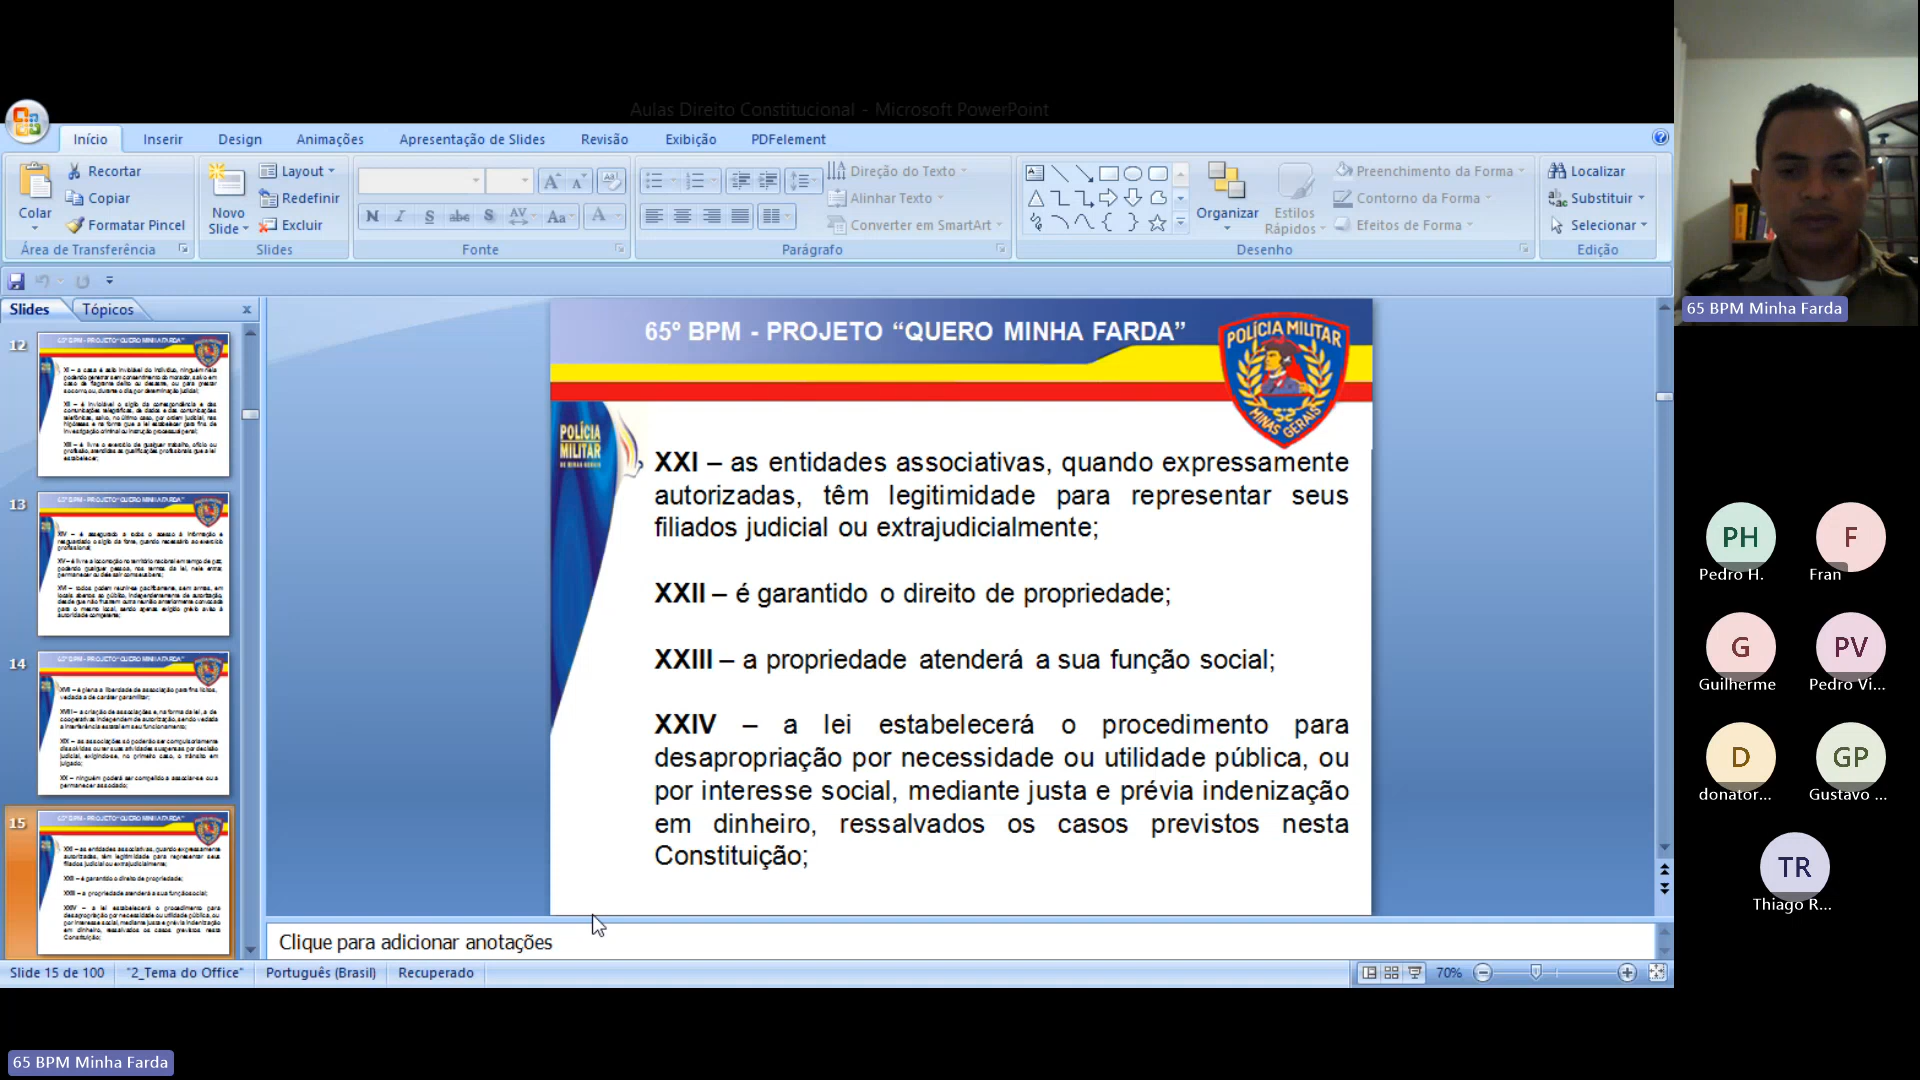 Aulas Direito Constitucional - Microsoft PowerPoint
Início Inserir Design Animações Apresentação de Slides Revisão Exibição PDFelement
Colar
Recortar
Copiar
Formatar Pincel
Área de Transferência
Novo Slide
Layout
Redefinir
Excluir
Slides
N I S abc S AV Aa A
Fonte
Direção do Texto
Alinhar Texto
Converter em SmartArt
Parágrafo
Organizar
Estilos Rápidos
Preenchimento da Forma
Contorno da Forma
Efeitos de Forma
Desenho
Localizar
Substituir
Selecionar
Edição
Slides Tópicos
12
13
14
15
65º BPM - PROJETO “QUERO MINHA FARDA”
POLÍCIA MILITAR
MINAS GERAIS
POLÍCIA
MILITAR
DE MINAS GERAIS
XXI – as entidades associativas, quando expressamente
autorizadas, têm legitimidade para representar seus
filiados judicial ou extrajudicialmente;
XXII – é garantido o direito de propriedade;
XXIII – a propriedade atenderá a sua função social;
XXIV – a lei estabelecerá o procedimento para
desapropriação por necessidade ou utilidade pública, ou
por interesse social, mediante justa e prévia indenização
em dinheiro, ressalvados os casos previstos nesta
Constituição;
Clique para adicionar anotações
Slide 15 de 100 "2_Tema do Office" Português (Brasil) Recuperado 70%
65 BPM Minha Farda
PH
Pedro H.
F
Fran
G
Guilherme
PV
Pedro Vi...
D
donator...
GP
Gustavo ...
TR
Thiago R...
65 BPM Minha Farda